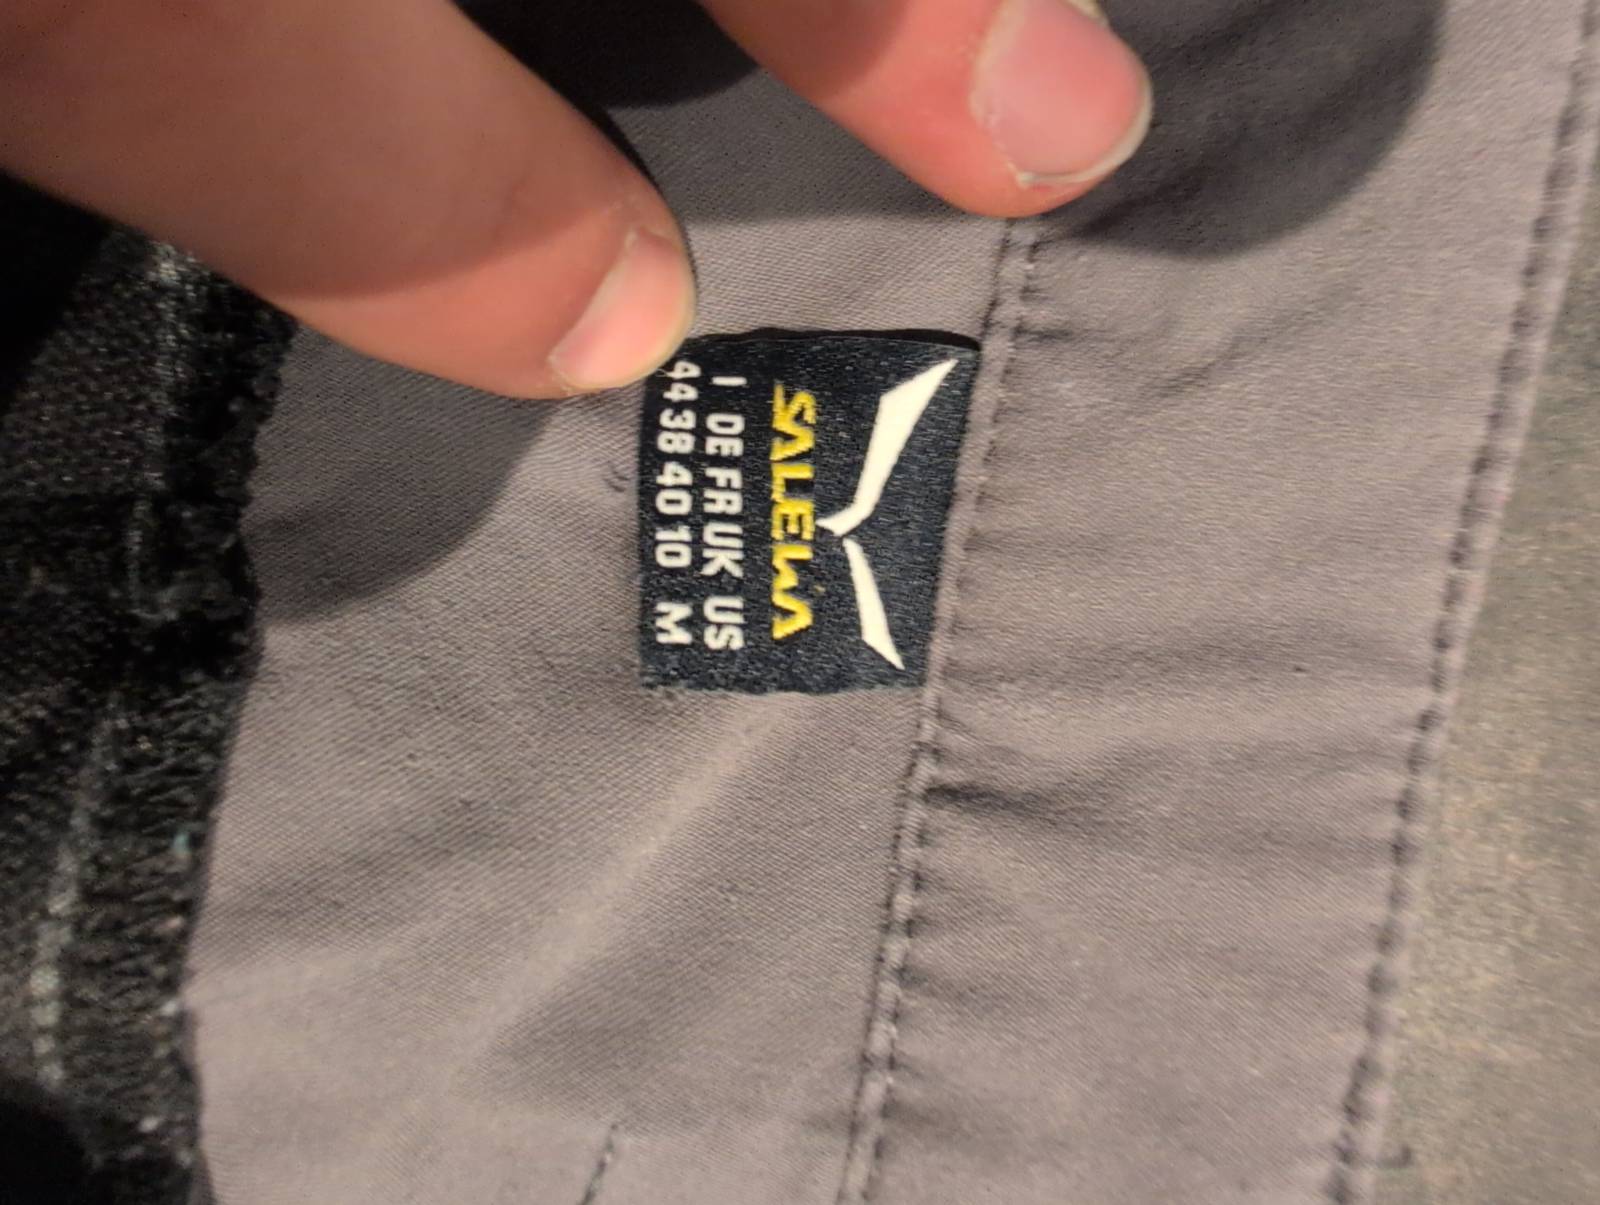 SALEWA
I DE FR UK US
44 38 40 10 M